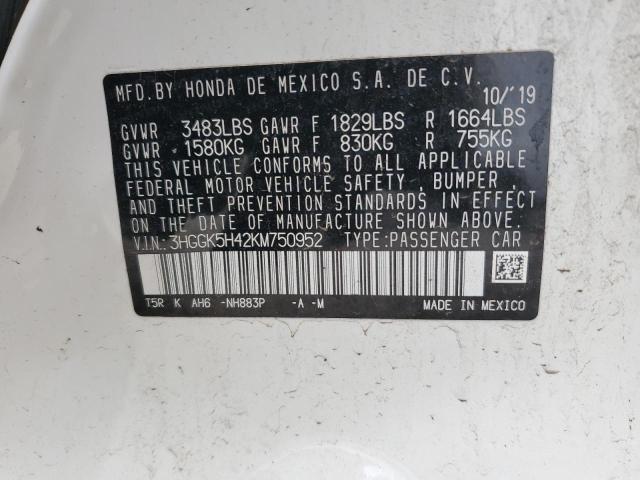 MFD. BY HONDA DE MEXICO S.A. DE C.V.
10/'19
GVWR 3483LBS GAWR F 1829LBS R 1664LBS
GVWR 1580KG GAWR F 830KG R 755KG
THIS VEHICLE CONFORMS TO ALL APPLICABLE
FEDERAL MOTOR VEHICLE SAFETY , BUMPER ,
AND THEFT PREVENTION STANDARDS IN EFFECT
ON THE DATE OF MANUFACTURE SHOWN ABOVE.
V.I.N: 3HGGK5H42KM750952 TYPE:PASSENGER CAR
T5R K AH6 -NH883P -A -M MADE IN MEXICO